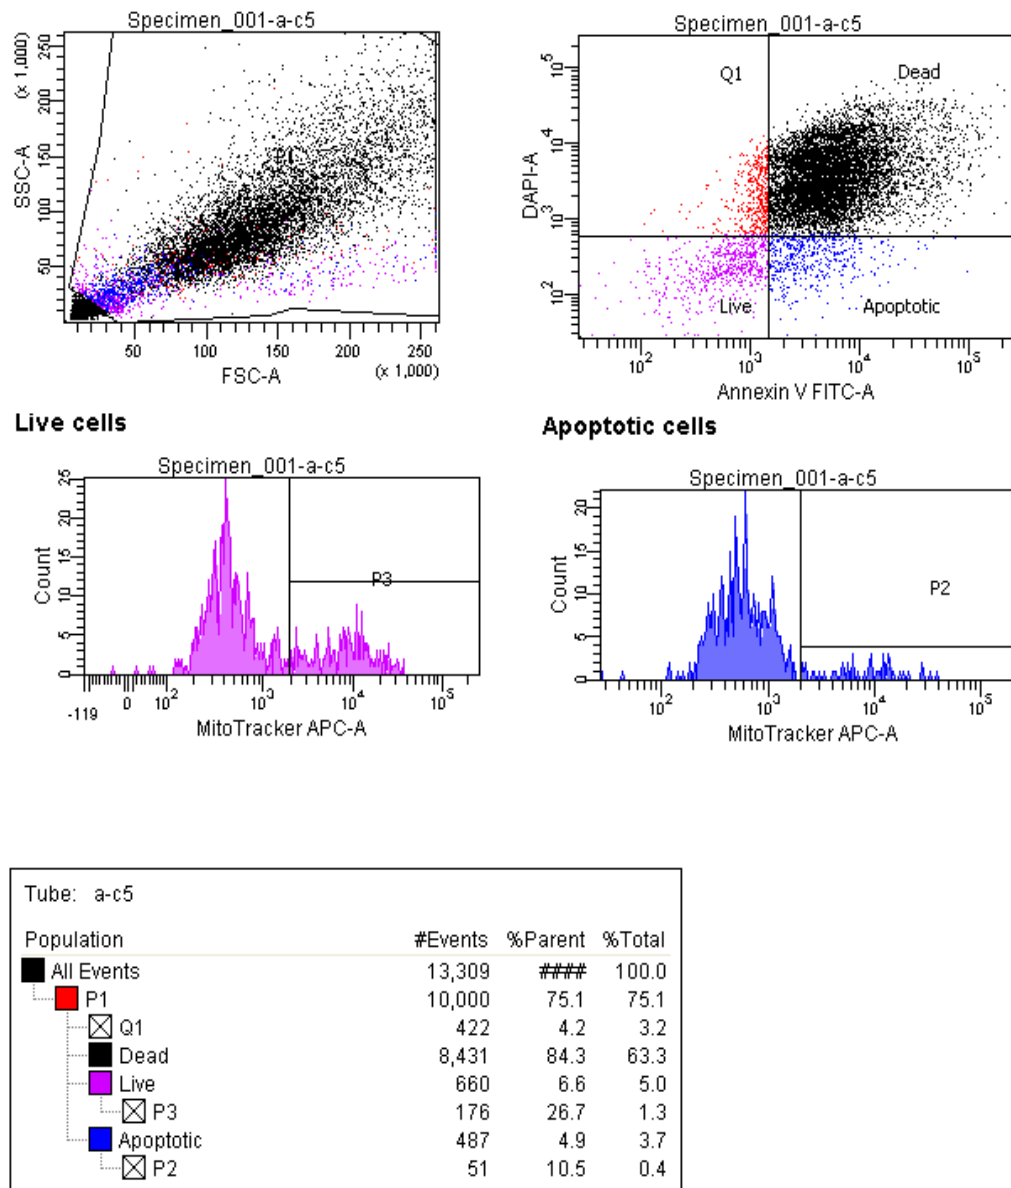 Specimen_001-a-c5
SSC-A
(x 1,000)
50 100 150 200 250
P1
50 100 150 200 250
FSC-A
(x 1,000)
Specimen_001-a-c5
DAPI-A
10^2 10^3 10^4 10^5
Q1
Dead
Live
Apoptotic
10^2 10^3 10^4 10^5
Annexin V FITC-A
Live cells
Specimen_001-a-c5
Count
0 5 10 15 20 25
P3
-119 0 10^2 10^3 10^4 10^5
MitoTracker APC-A
Apoptotic cells
Specimen_001-a-c5
Count
0 5 10 15 20
P2
10^2 10^3 10^4 10^5
MitoTracker APC-A
Tube: a-c5
Population #Events %Parent %Total
All Events 13,309 #### 100.0
P1 10,000 75.1 75.1
Q1 422 4.2 3.2
Dead 8,431 84.3 63.3
Live 660 6.6 5.0
P3 176 26.7 1.3
Apoptotic 487 4.9 3.7
P2 51 10.5 0.4